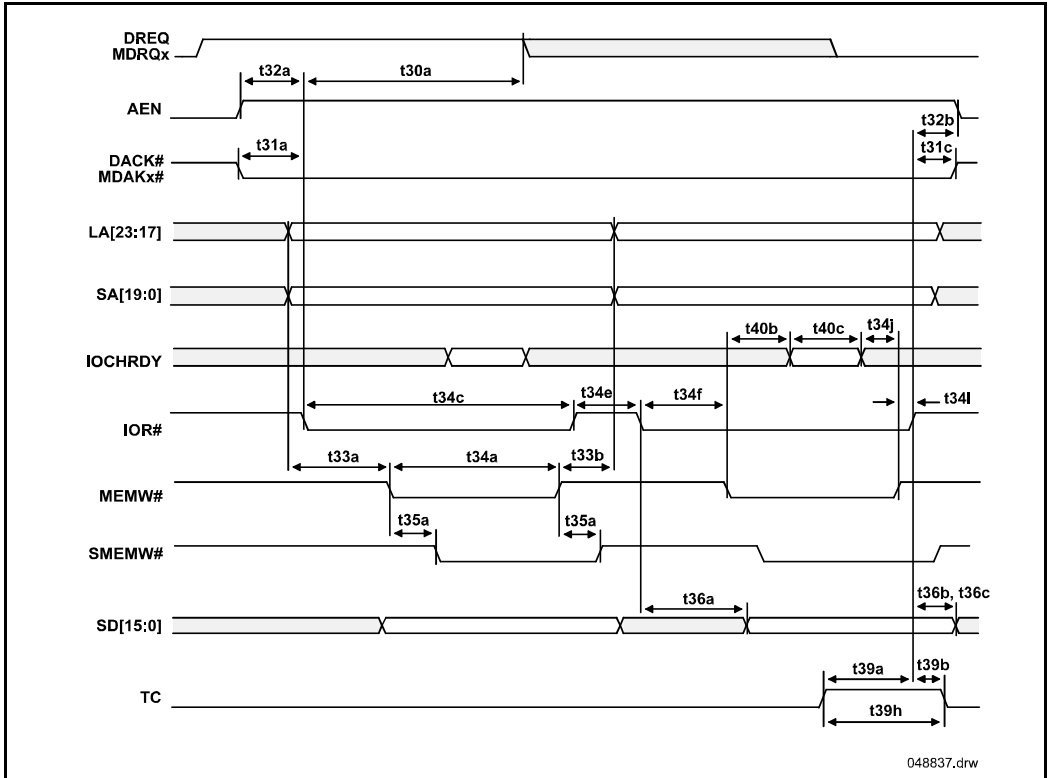 DREQ
MDRQx
t32a
t30a
AEN
t32b
t31a
t31c
DACK#
MDAKx#
LA[23:17]
SA[19:0]
t40b
t40c
t34j
IOCHRDY
t34c
t34e
t34f
t34l
IOR#
t33a
t34a
t33b
MEMW#
t35a
t35a
SMEMW#
t36a
t36b, t36c
SD[15:0]
t39a
t39b
TC
t39h
048837.drw